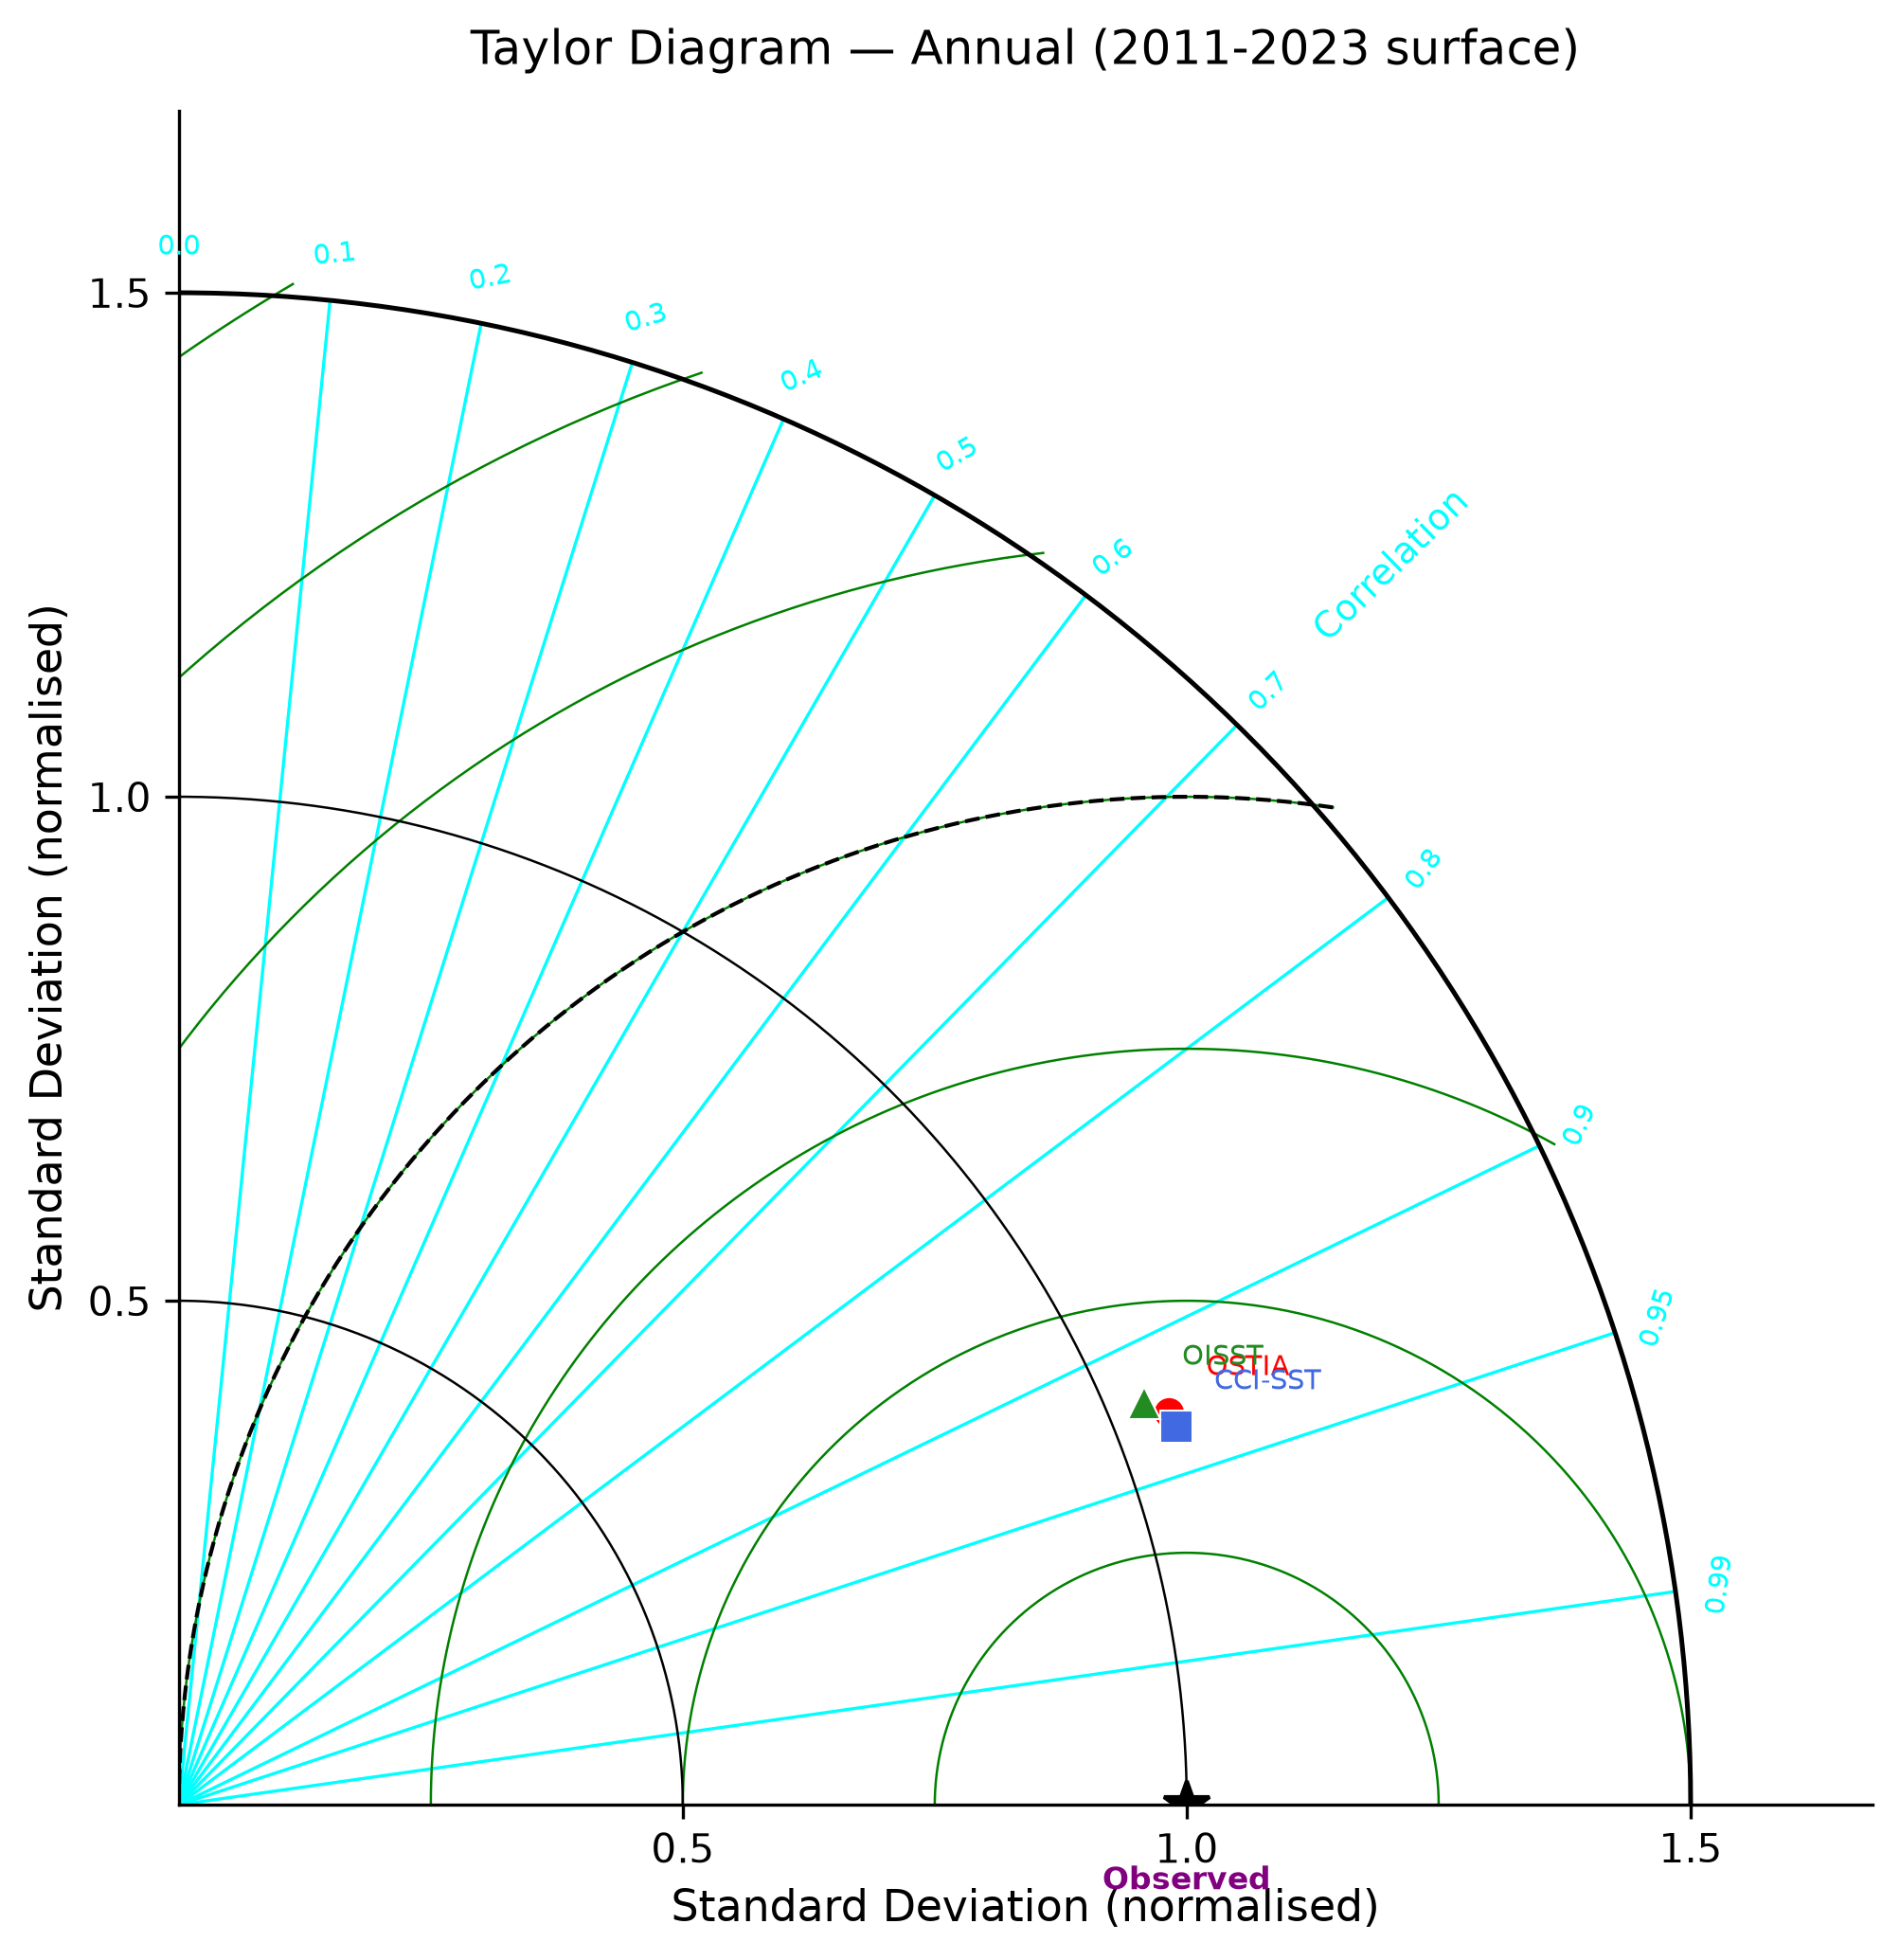 Taylor Diagram — Annual (2011-2023 surface)
0.0
0.1
0.2
0.3
0.4
0.5
0.6
Correlation
0.7
0.8
0.9
0.95
0.99
1.5
1.0
0.5
Standard Deviation (normalised)
OISST
OSTIA
CCI-SST
0.5
1.0
1.5
Observed
Standard Deviation (normalised)